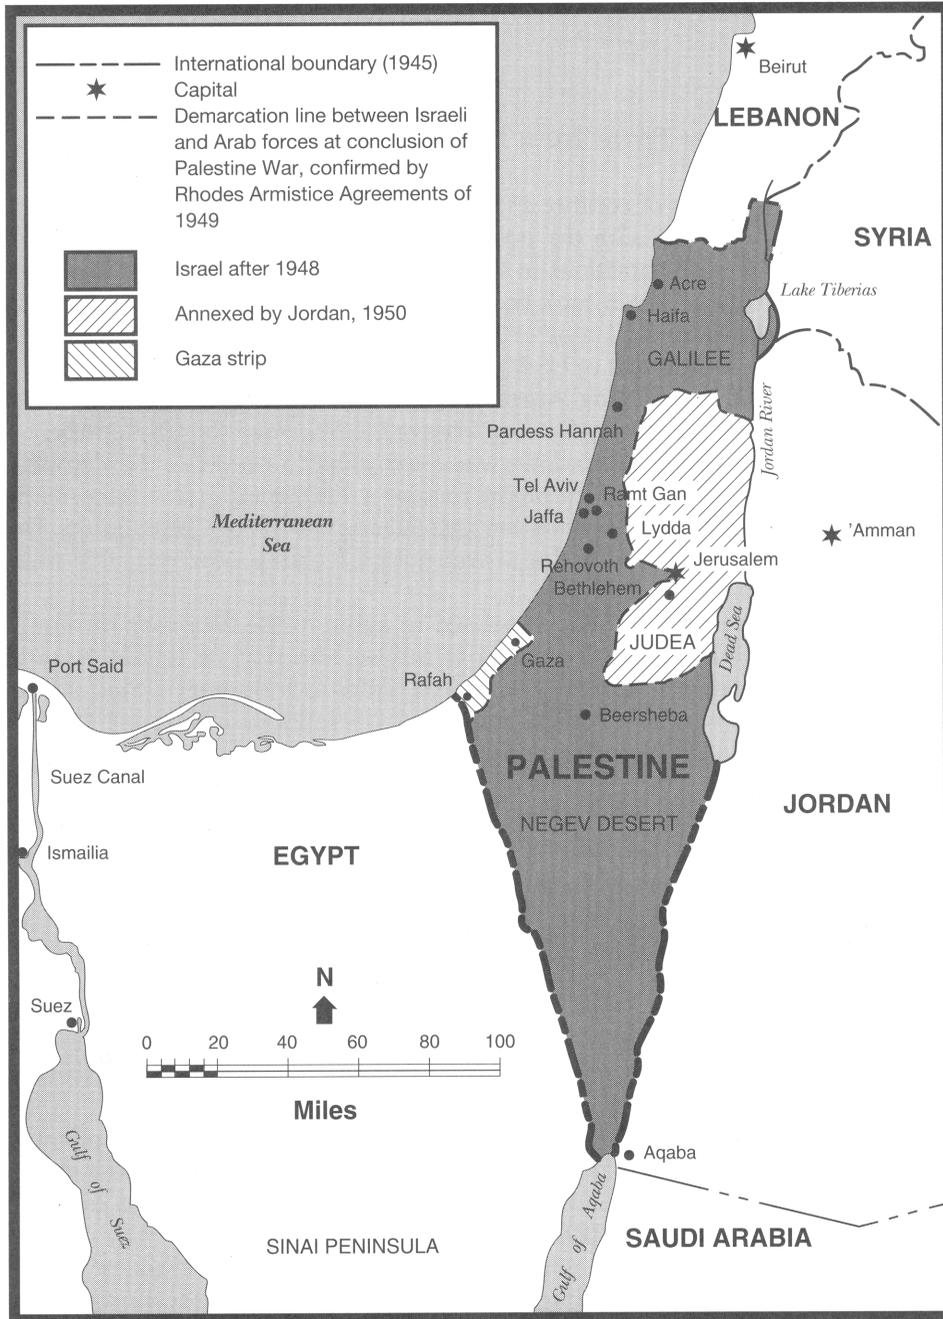 International boundary (1945)
Capital
Demarcation line between Israeli
and Arab forces at conclusion of
Palestine War, confirmed by
Rhodes Armistice Agreements of
1949
Israel after 1948
Annexed by Jordan, 1950
Gaza strip
Beirut
LEBANON
SYRIA
Lake Tiberias
Acre
Haifa
GALILEE
Jordan River
Pardess Hannah
Tel Aviv
Ramt Gan
Jaffa
Lydda
'Amman
Mediterranean
Sea
Rehovoth
Jerusalem
Bethlehem
Dead Sea
JUDEA
Gaza
Port Said
Rafah
Beersheba
PALESTINE
Suez Canal
JORDAN
NEGEV DESERT
Ismailia
EGYPT
N
Suez
0 20 40 60 80 100
Miles
Gulf of Suez
Aqaba
Gulf of Aqaba
SINAI PENINSULA
SAUDI ARABIA